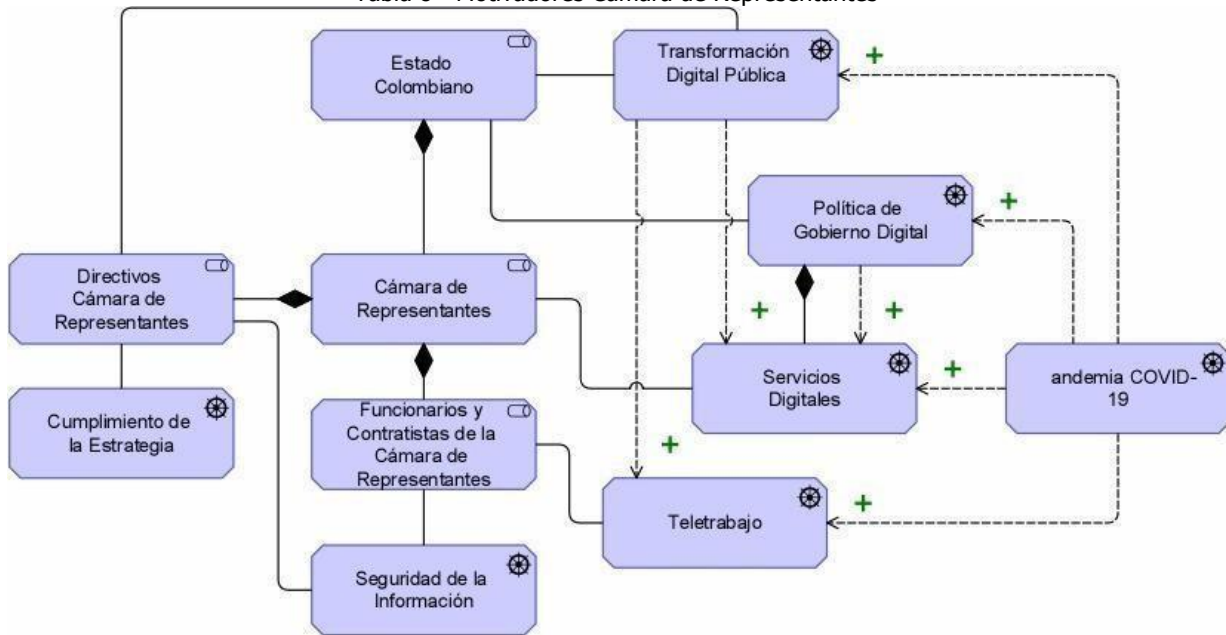 Estado
Colombiano
Transformación
Digital Pública
+
Política de
Gobierno Digital
+
Directivos
Cámara de
Representantes
Cámara de
Representantes
+
+
Servicios
Digitales
+
andemia COVID-
19
Cumplimiento de
la Estrategia
Funcionarios y
Contratistas de la
Cámara de
Representantes
+
Teletrabajo
+
Seguridad de la
Información